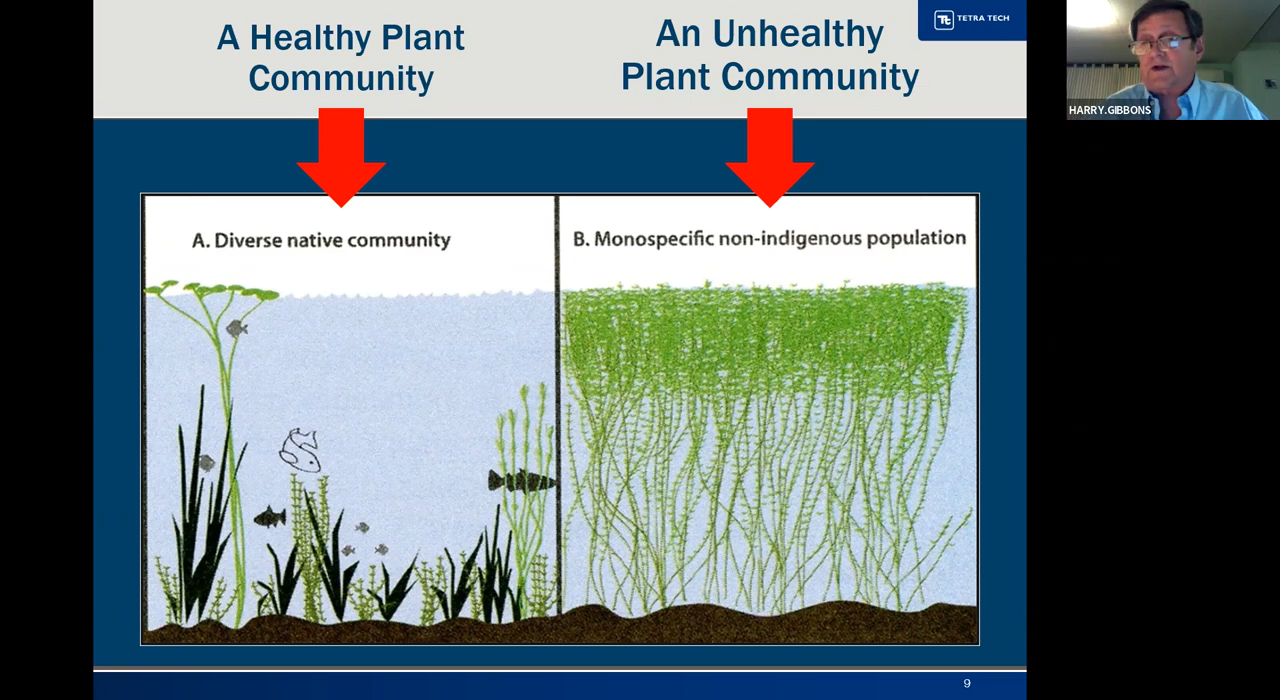 A Healthy Plant
Community
An Unhealthy
Plant Community
Tt TETRA TECH
HARRY.GIBBONS
A. Diverse native community
B. Monospecific non-indigenous population
9